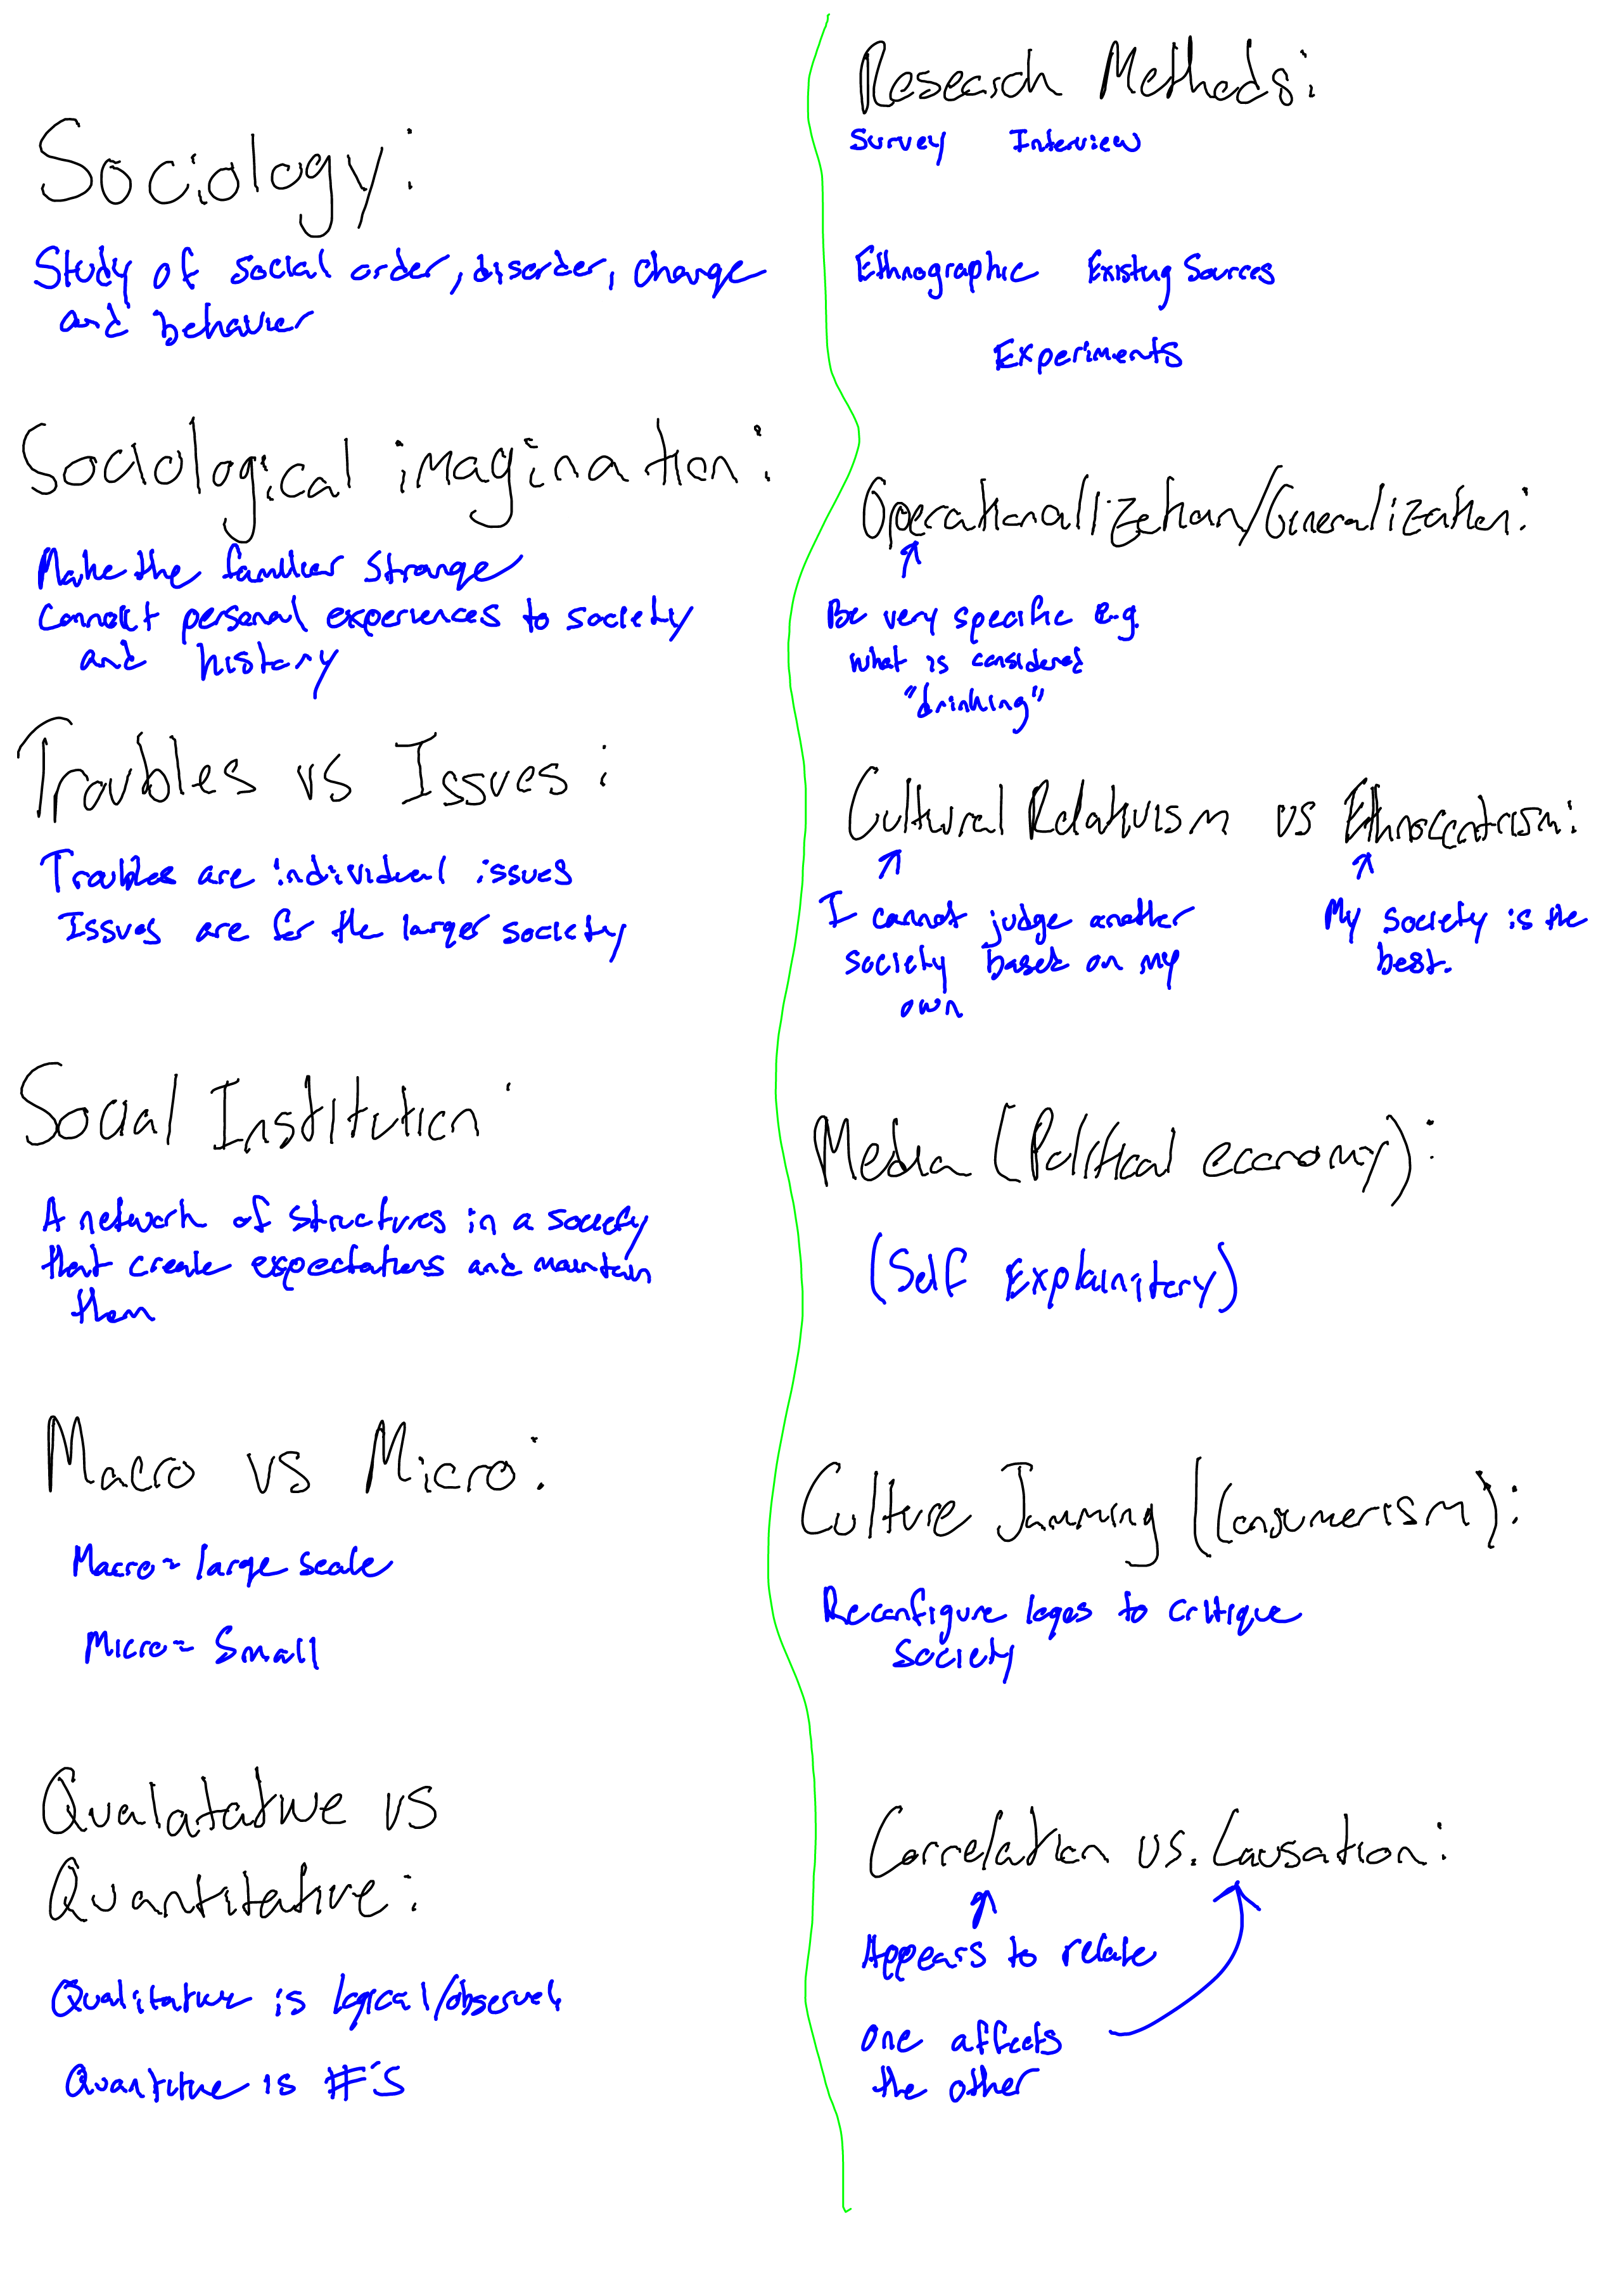 Sociology:
Study of social order, disorder, change
and behavior
Sociological imagination:
Make the familiar strange
Connect personal experiences to society
and history
Troubles vs Issues:
Troubles are individual issues
Issues are for the larger society
Social Institution:
A network of structures in a society
that create expectations and maintain
them
Macro vs Micro:
Macro = large scale
Micro = Small
Qualatative vs
Quantitative:
Qualitative is logical/observed
Quantitive is #'s
Research Methods:
Survey Interview
Ethnographic Existing Sources
Experiments
Operationallization/Generalization:
Be very specific e.g.
what is considered
"drinking"
Cultural Relativism vs Ethnocentrism:
I cannot judge another
society based on my
own
My society is the
best.
Media (Political economy):
(Self Explainitory)
Culture Jamming (Consumerism):
Reconfigure logos to critique
society
Correlation vs. Causation:
Appears to relate
one affects
the other